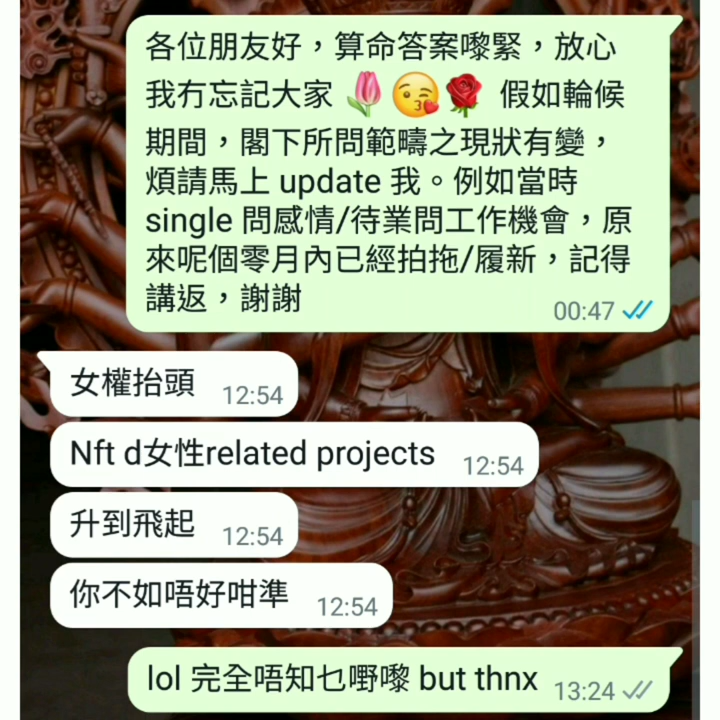 各位朋友好，算命答案嚟緊，放心
我冇忘記大家 🌷😘🌹 假如輪候
期間，閣下所問範疇之現狀有變，
煩請馬上 update 我。例如當時
single 問感情/待業問工作機會，原
來呢個零月內已經拍拖/履新，記得
講返，謝謝
00:47
女權抬頭 12:54
Nft d女性related projects 12:54
升到飛起 12:54
你不如唔好咁準 12:54
lol 完全唔知乜嘢嚟 but thnx 13:24